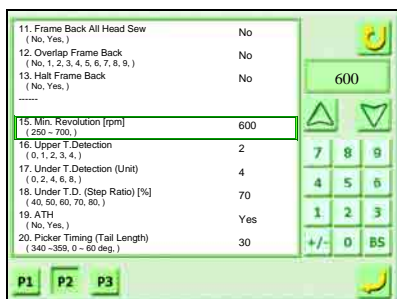 11. Frame Back All Head Sew No
( No, Yes, )
12. Overlap Frame Back No
( No, 1, 2, 3, 4, 5, 6, 7, 8, 9, )
13. Halt Frame Back No
( No, Yes, )
------
15. Min. Revolution [rpm] 600
( 250 ~ 700, )
16. Upper T.Detection 2
( 0, 1, 2, 3, 4, )
17. Under T.Detection (Unit) 4
( 0, 2, 4, 6, 8, )
18. Under T.D. (Step Ratio) [%] 70
( 40, 50, 60, 70, 80, )
19. ATH Yes
( No, Yes, )
20. Picker Timing (Tail Length) 30
( 340 ~359, 0 ~ 60 deg, )
600
7 8 9
4 5 6
1 2 3
+/- 0 BS
P1 P2 P3